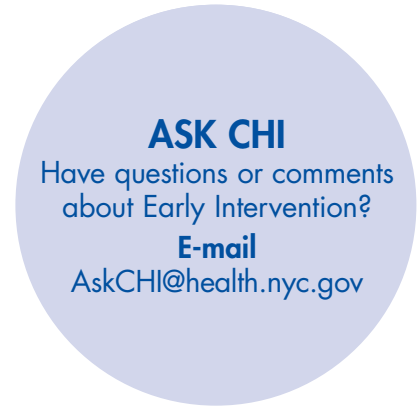 ASK CHI
Have questions or comments
about Early Intervention?
E-mail
AskCHI@health.nyc.gov